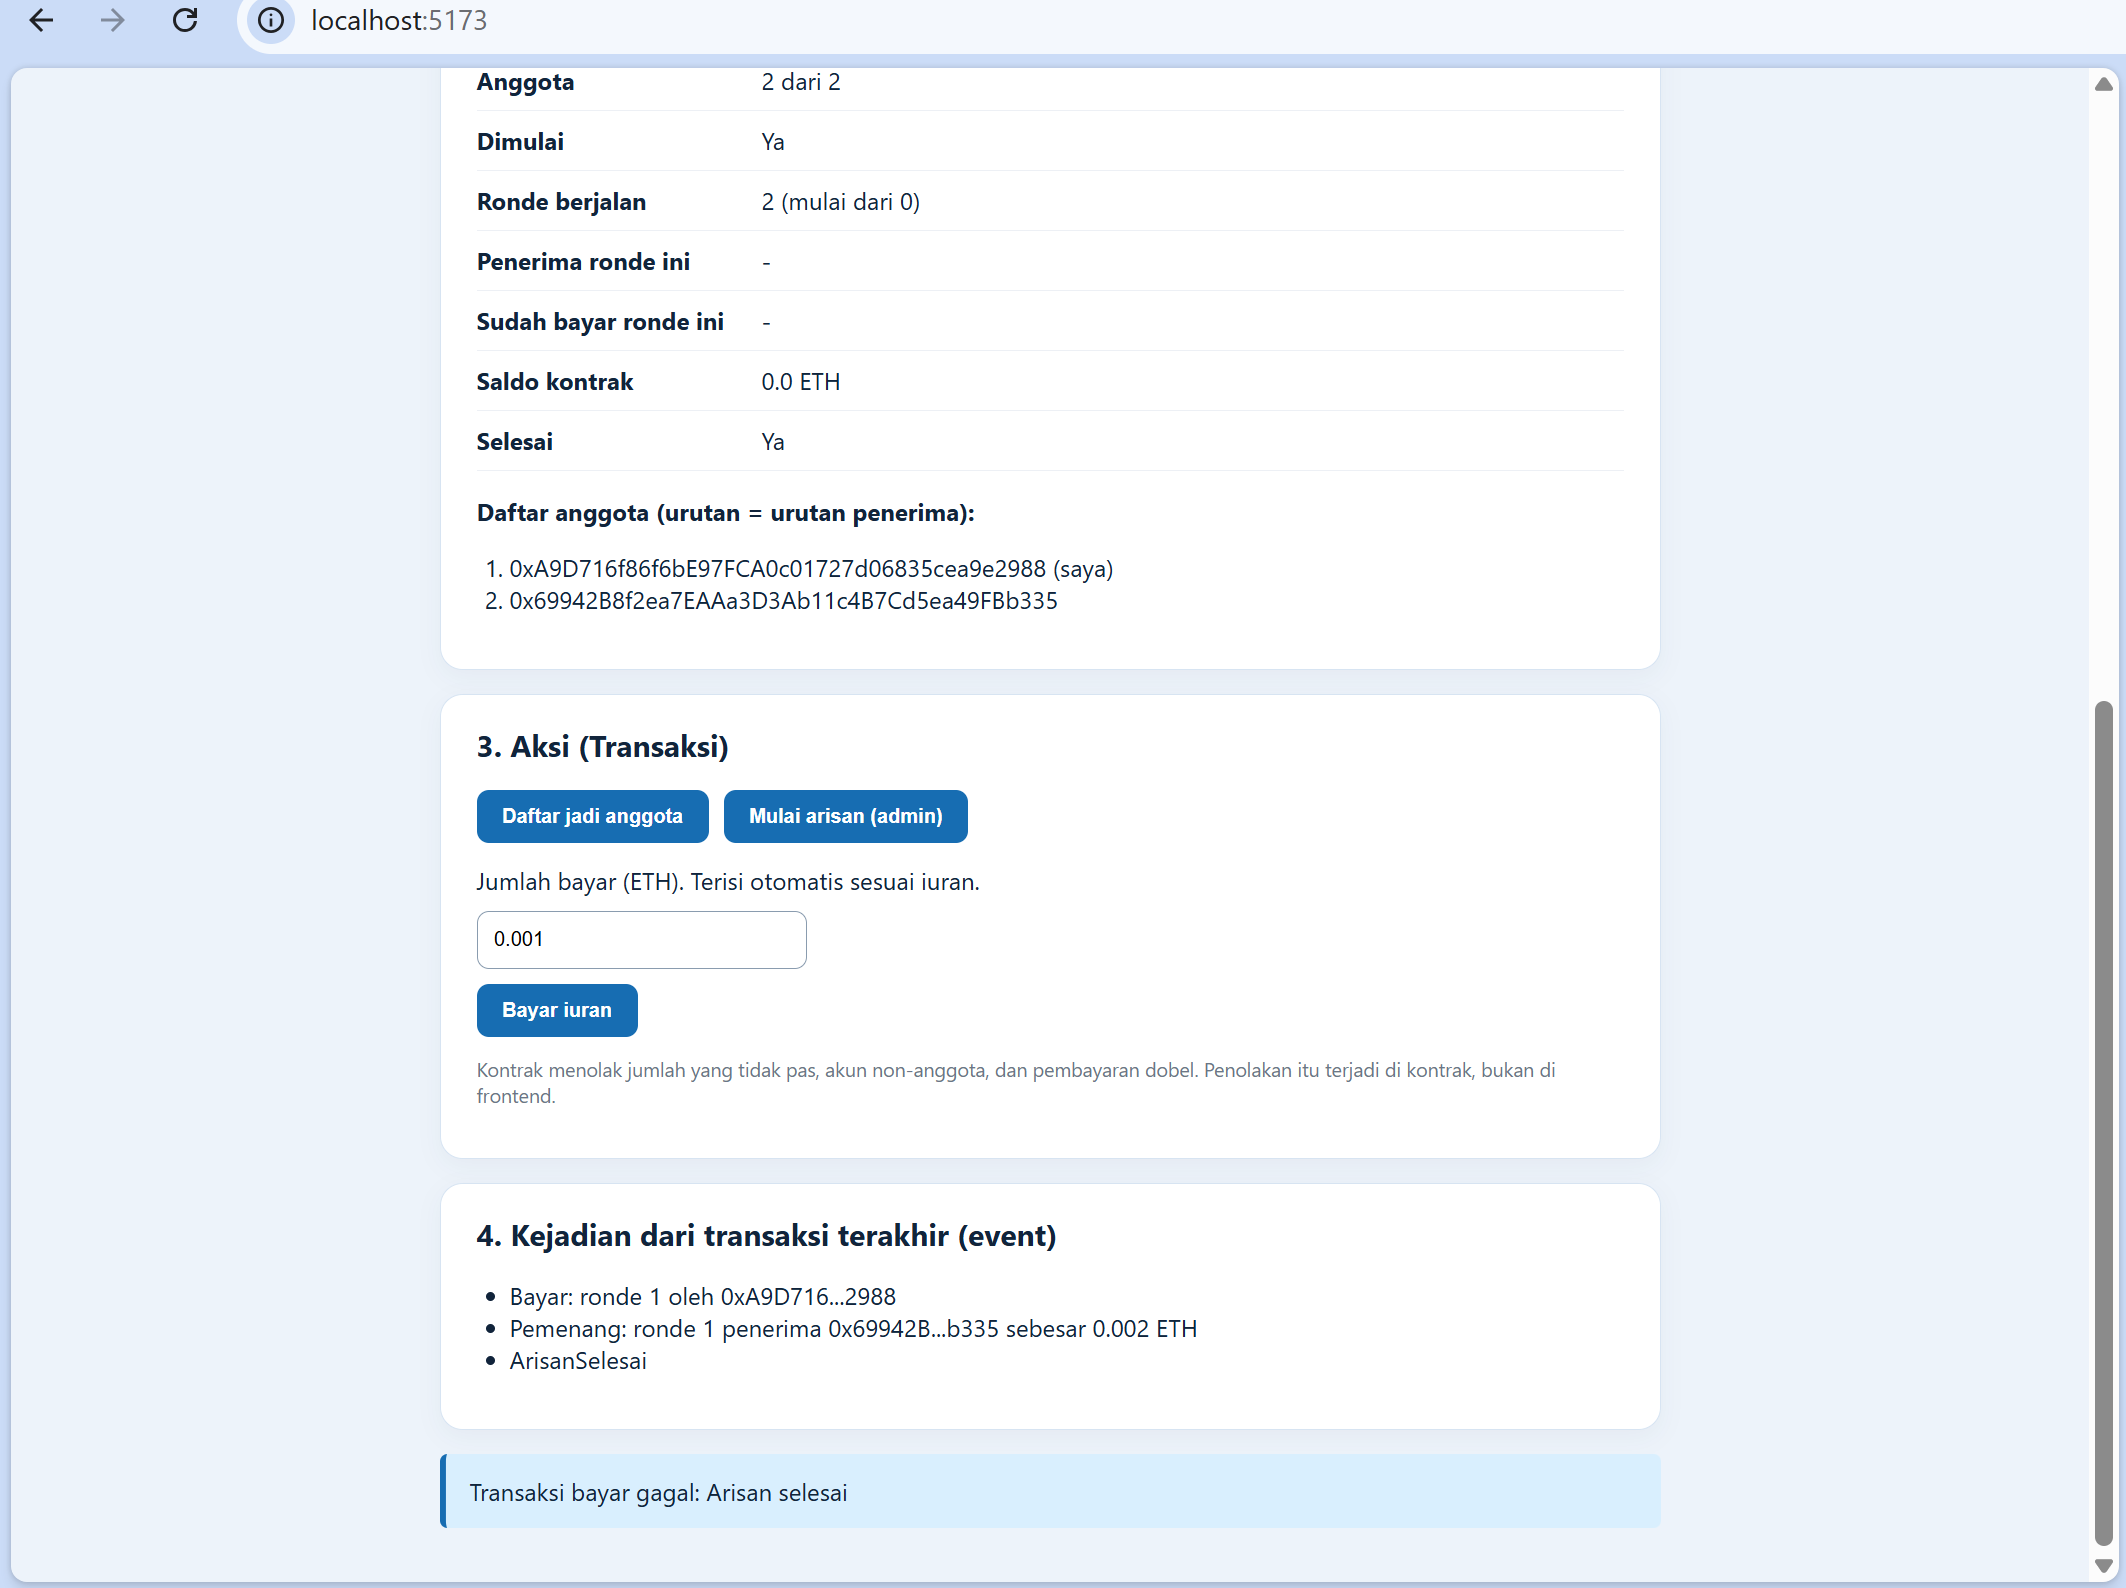 localhost:5173
Anggota 2 dari 2
Dimulai Ya
Ronde berjalan 2 (mulai dari 0)
Penerima ronde ini -
Sudah bayar ronde ini -
Saldo kontrak 0.0 ETH
Selesai Ya
Daftar anggota (urutan = urutan penerima):
1. 0xA9D716f86f6bE97FCA0c01727d06835cea9e2988 (saya)
2. 0x69942B8f2ea7EAAa3D3Ab11c4B7Cd5ea49FBb335
3. Aksi (Transaksi)
Daftar jadi anggota Mulai arisan (admin)
Jumlah bayar (ETH). Terisi otomatis sesuai iuran.
0.001
Bayar iuran
Kontrak menolak jumlah yang tidak pas, akun non-anggota, dan pembayaran dobel. Penolakan itu terjadi di kontrak, bukan di
frontend.
4. Kejadian dari transaksi terakhir (event)
• Bayar: ronde 1 oleh 0xA9D716...2988
• Pemenang: ronde 1 penerima 0x69942B...b335 sebesar 0.002 ETH
• ArisanSelesai
Transaksi bayar gagal: Arisan selesai